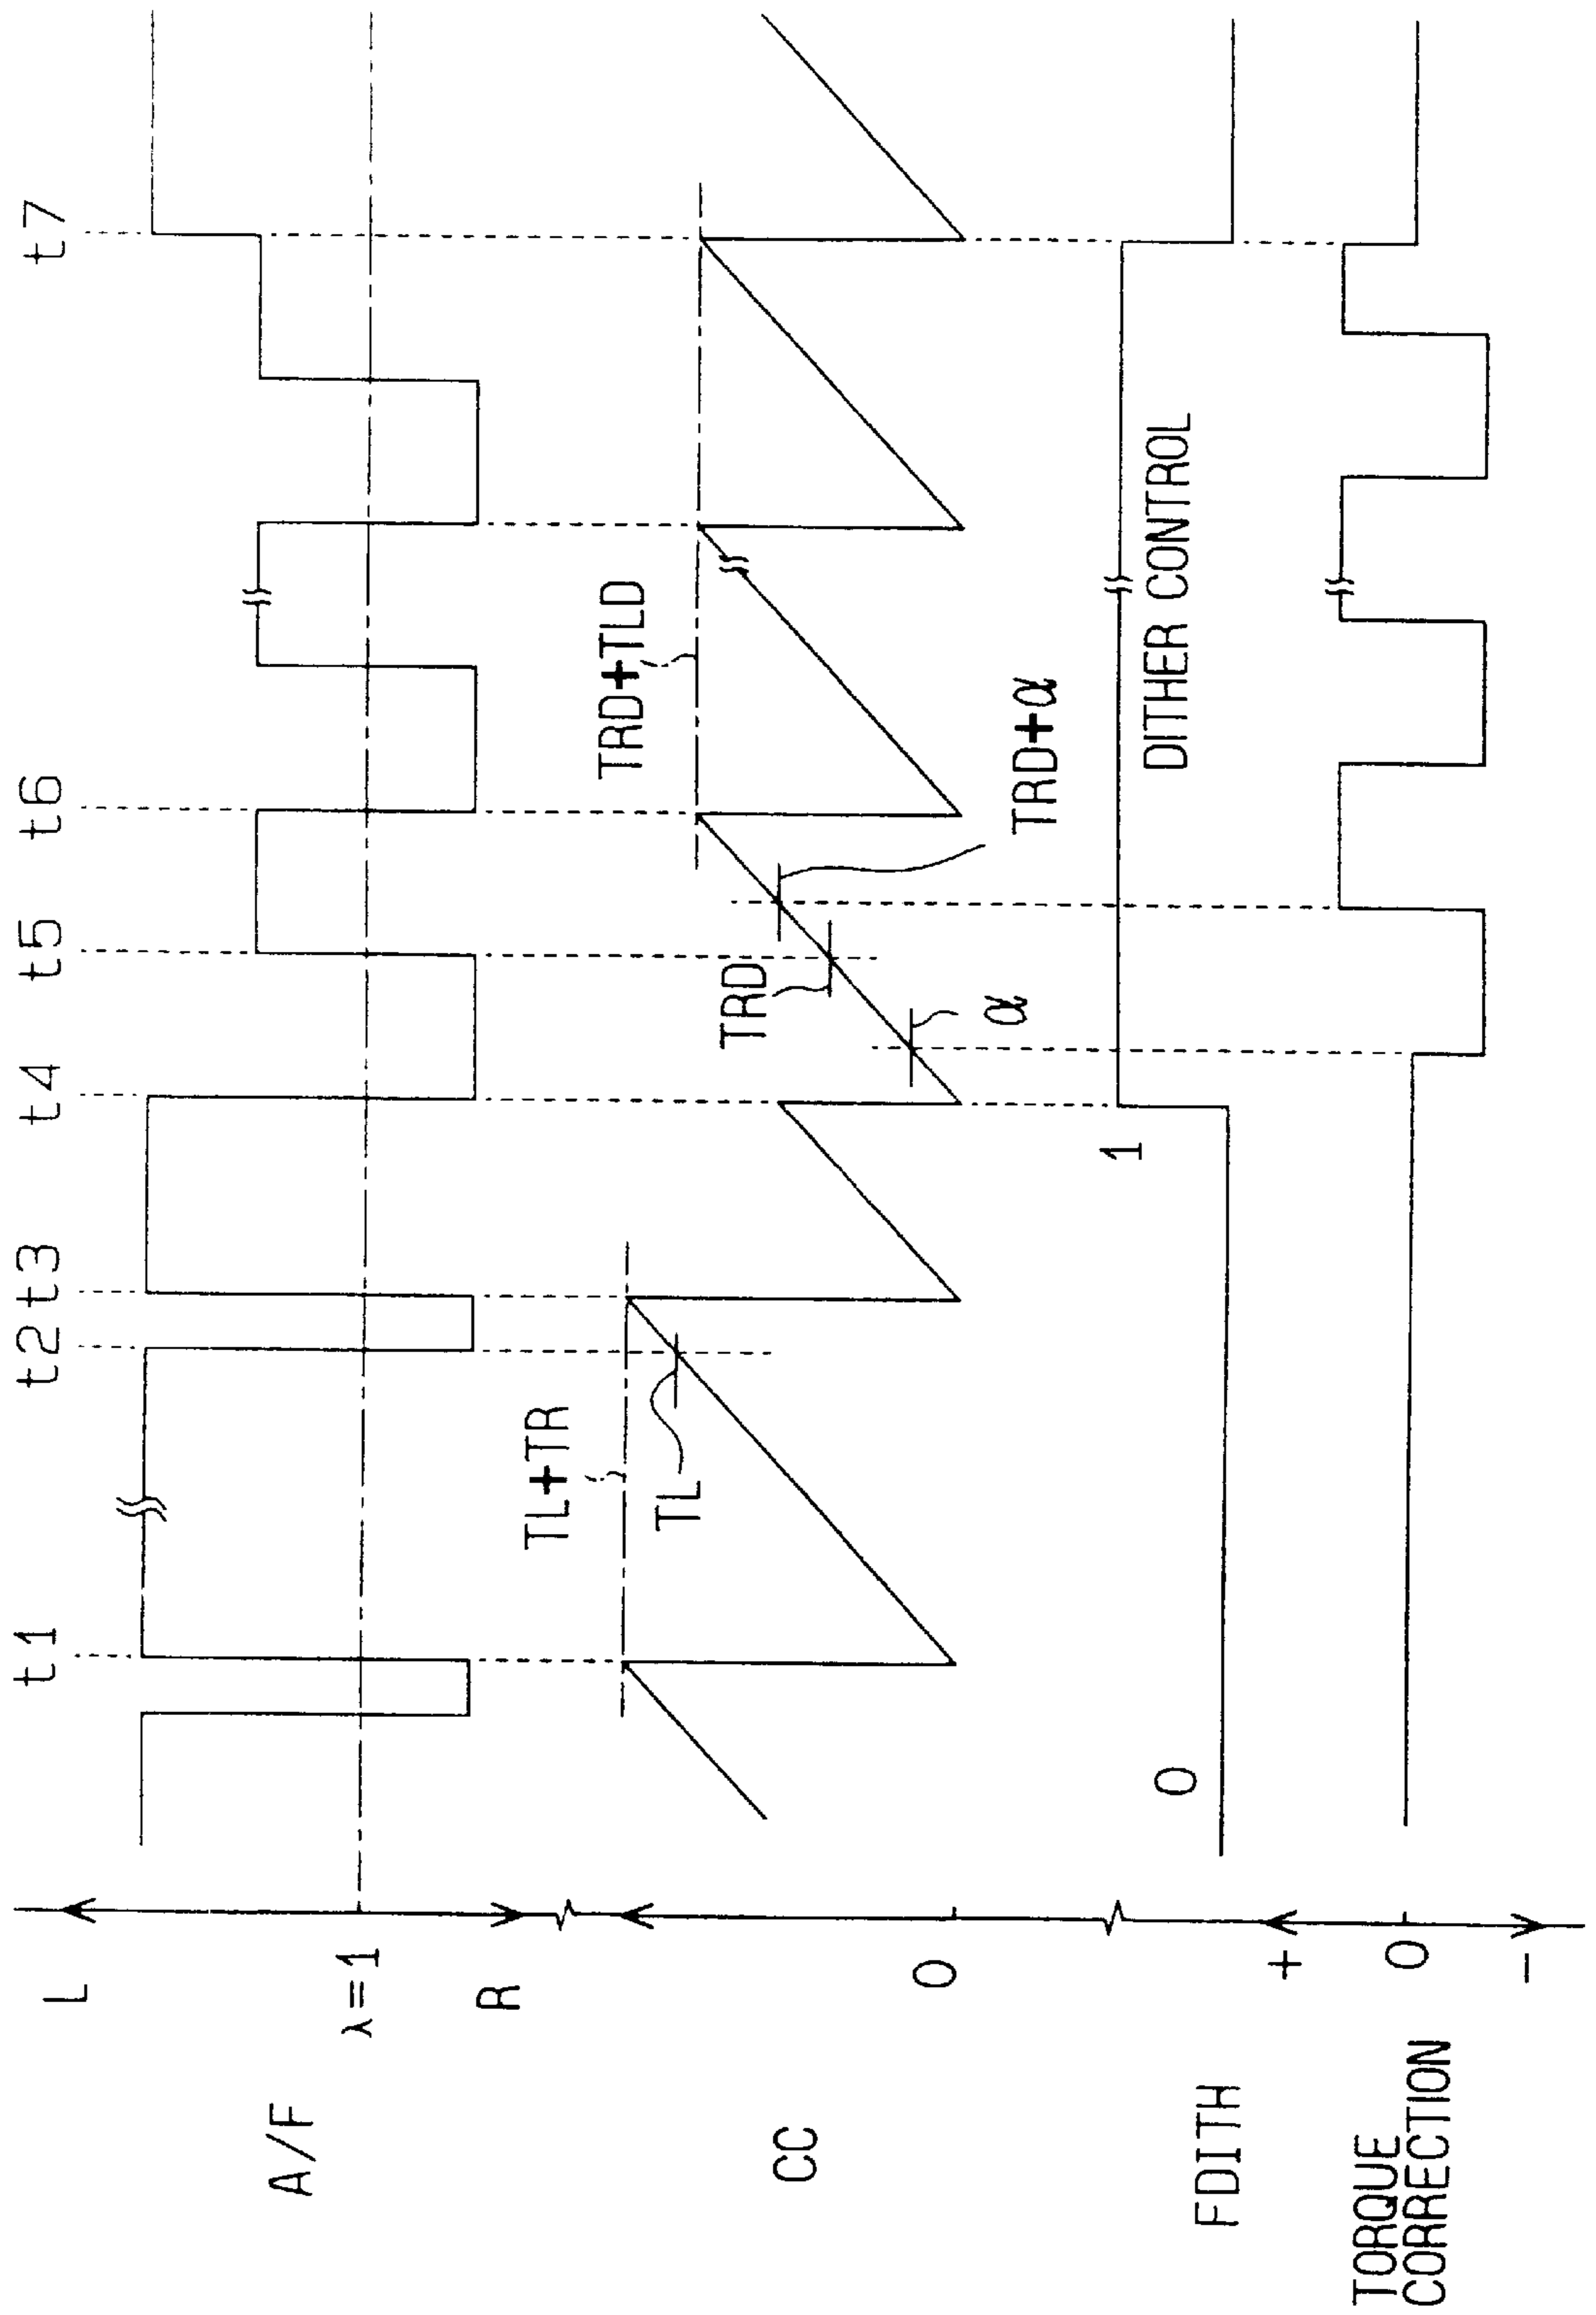 t1
t2
t3
t4
t5
t6
t7
L
A/F
λ=1
R
TL+TR
TL
TRD+TLD
TRD
TRD+α
α
CC
0
1
0
FDITH
DITHER CONTROL
+
TORQUE
CORRECTION
0
-